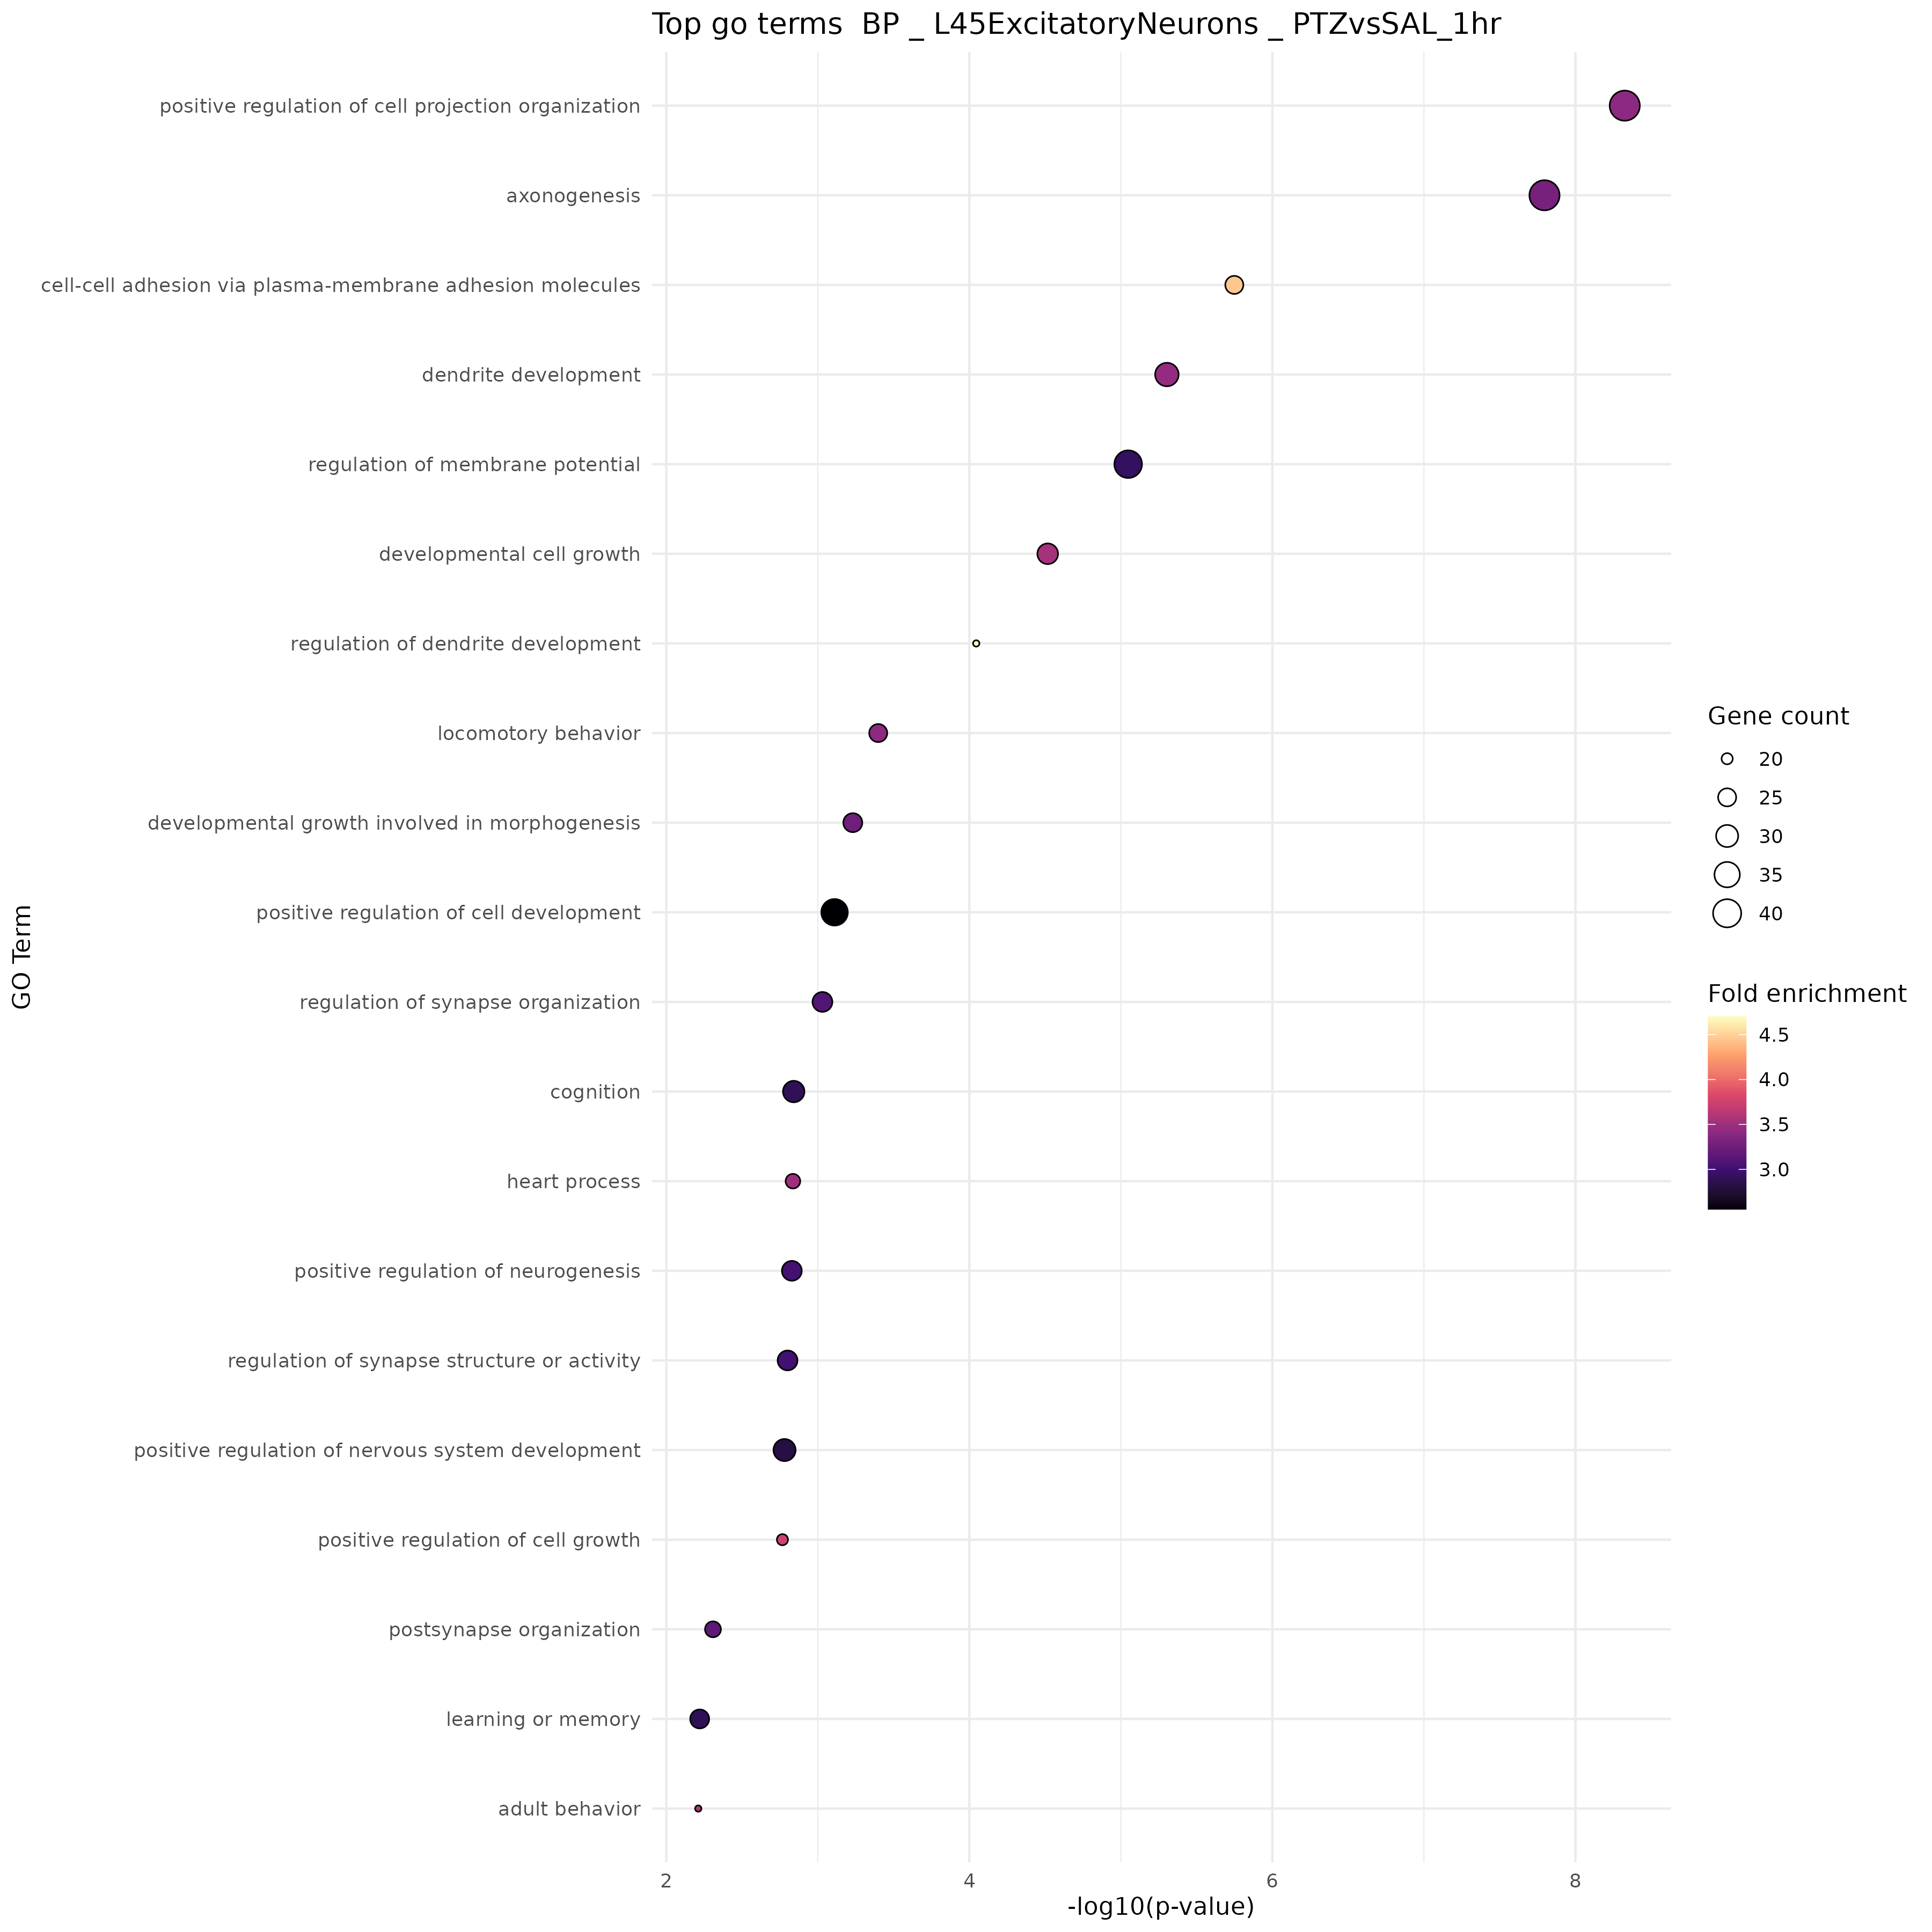 Top go terms  BP _ L45ExcitatoryNeurons _ PTZvsSAL_1hr
positive regulation of cell projection organization
axonogenesis
cell-cell adhesion via plasma-membrane adhesion molecules
dendrite development
regulation of membrane potential
developmental cell growth
regulation of dendrite development
locomotory behavior
developmental growth involved in morphogenesis
positive regulation of cell development
regulation of synapse organization
cognition
heart process
positive regulation of neurogenesis
regulation of synapse structure or activity
positive regulation of nervous system development
positive regulation of cell growth
postsynapse organization
learning or memory
adult behavior
GO Term
2 4 6 8
-log10(p-value)
Gene count
20
25
30
35
40
Fold enrichment
4.5
4.0
3.5
3.0